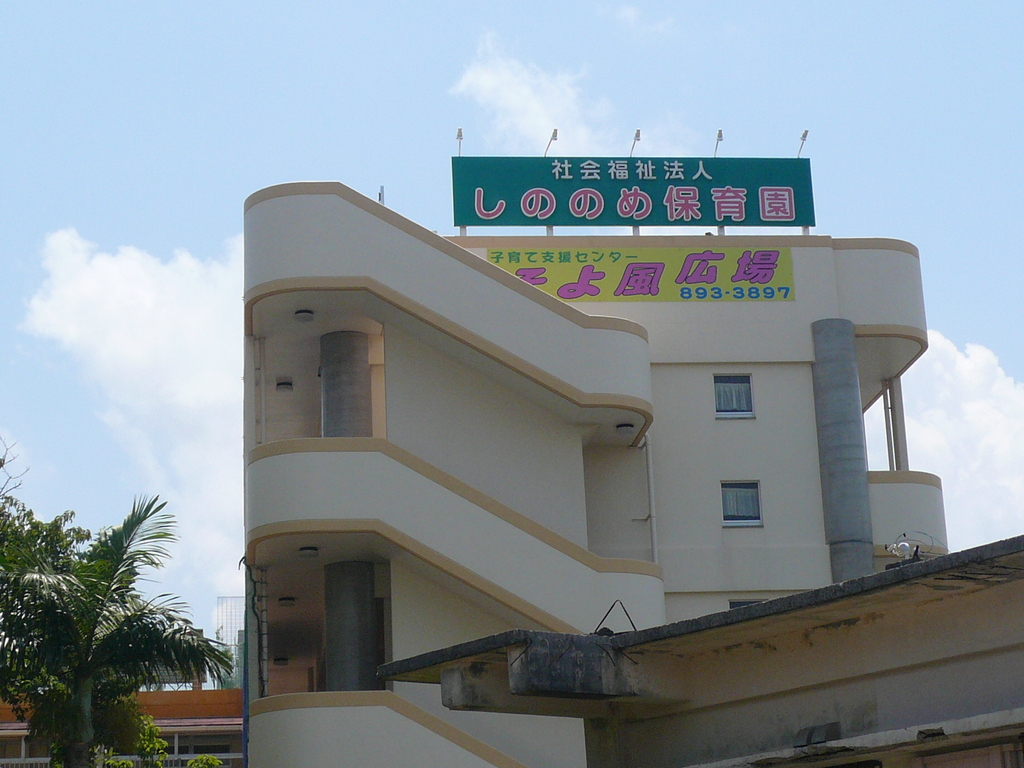 社会福祉法人
しののめ保育園
子育て支援センター
そよ風広場
893-3897